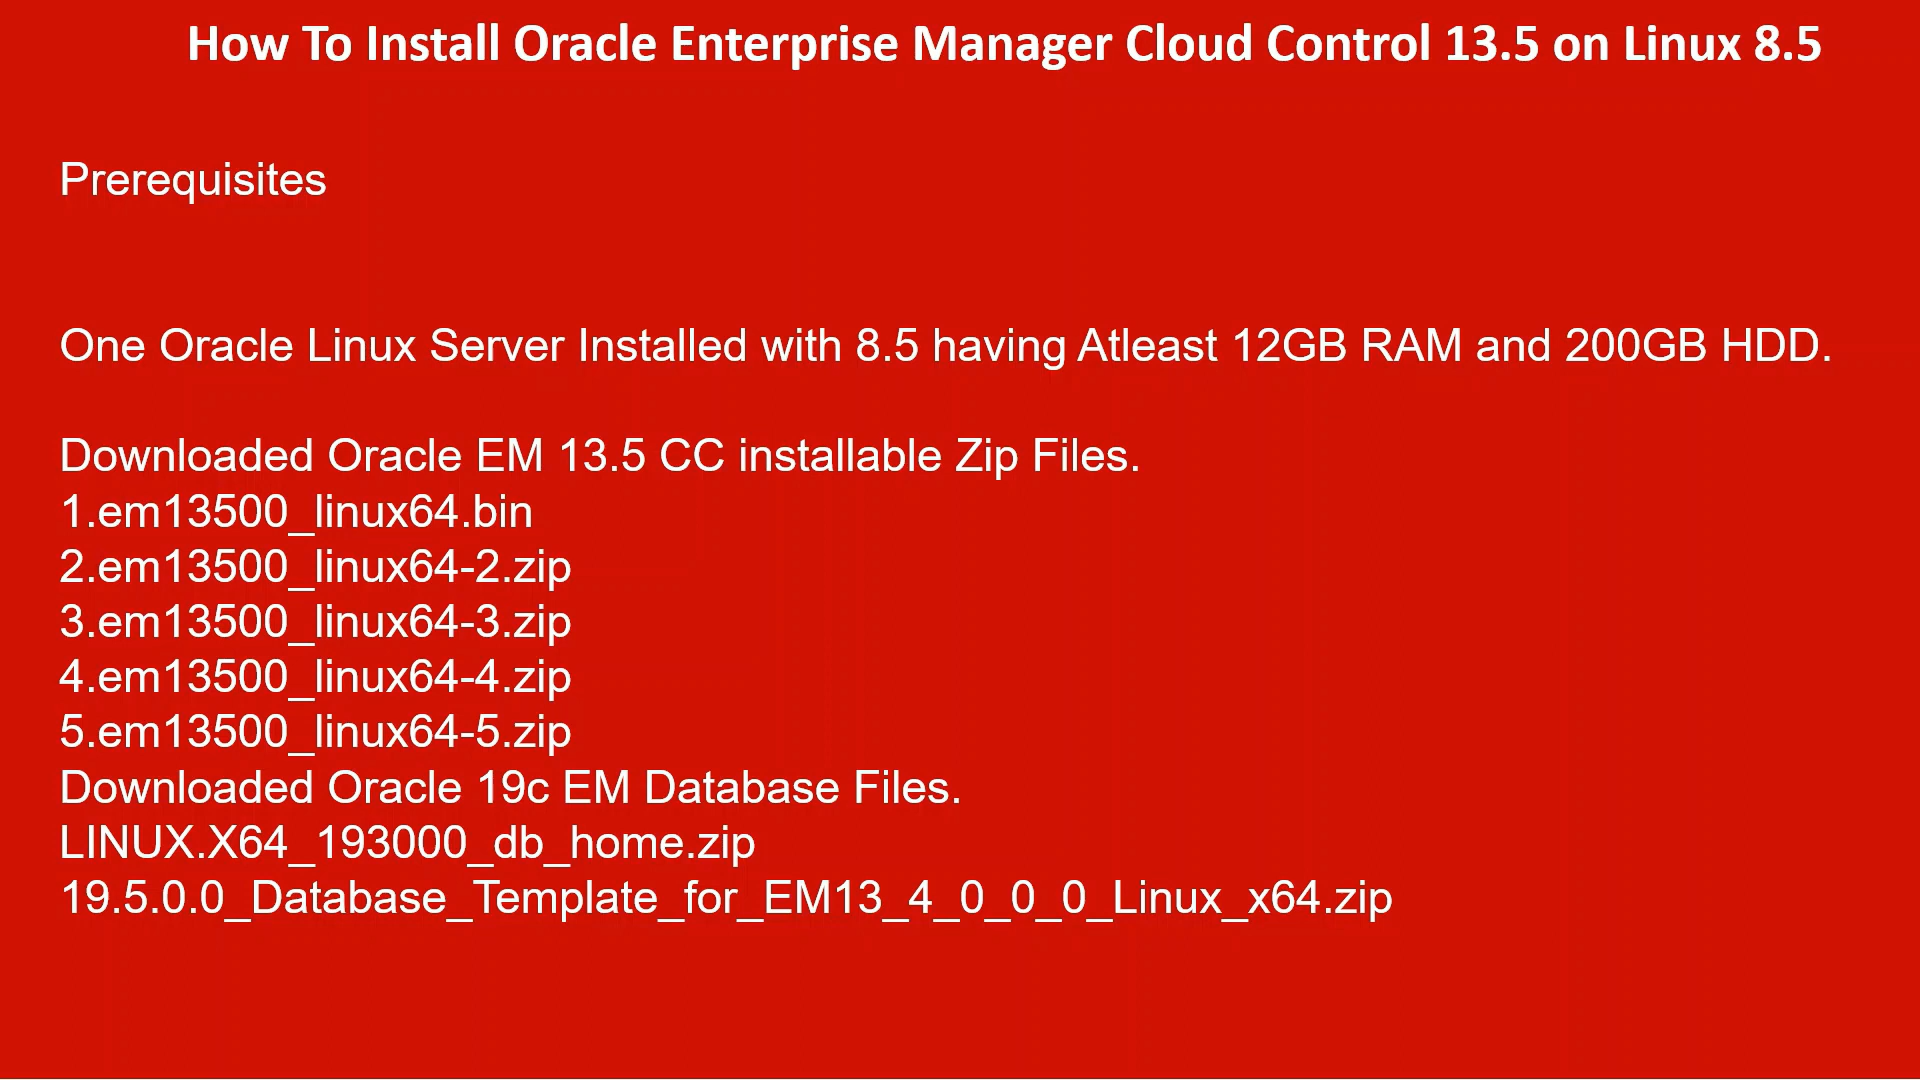 How To Install Oracle Enterprise Manager Cloud Control 13.5 on Linux 8.5
Prerequisites
One Oracle Linux Server Installed with 8.5 having Atleast 12GB RAM and 200GB HDD.
Downloaded Oracle EM 13.5 CC installable Zip Files.
1.em13500_linux64.bin
2.em13500_linux64-2.zip
3.em13500_linux64-3.zip
4.em13500_linux64-4.zip
5.em13500_linux64-5.zip
Downloaded Oracle 19c EM Database Files.
LINUX.X64_193000_db_home.zip
19.5.0.0_Database_Template_for_EM13_4_0_0_0_Linux_x64.zip